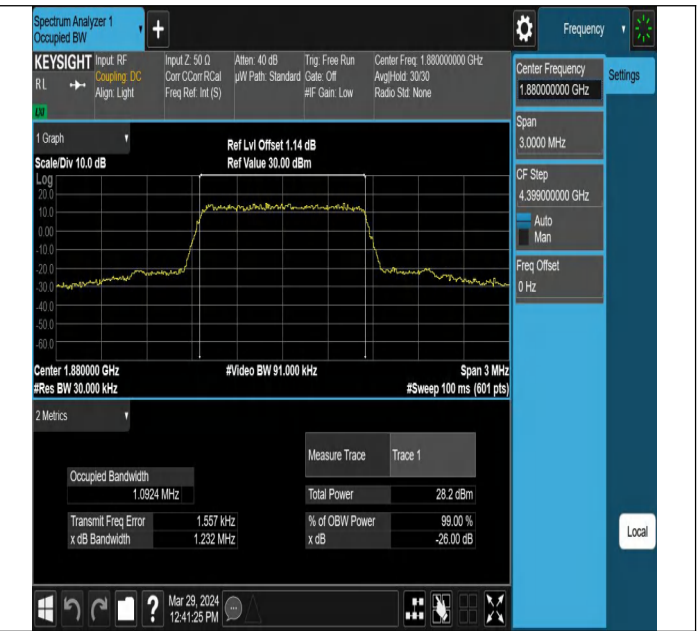 Spectrum Analyzer 1
Occupied BW
Frequency
KEYSIGHT
RL
Input: RF
Coupling: DC
Align: Light
Input Z: 50 Ω
Corr CCorr RCal
Freq Ref: Int (S)
Atten: 40 dB
µW Path: Standard
Trig: Free Run
Gate: Off
#IF Gain: Low
Center Freq: 1.880000000 GHz
Avg|Hold: 30/30
Radio Std: None
Center Frequency
1.880000000 GHz
Settings
Span
3.0000 MHz
CF Step
4.399000000 GHz
Auto
Man
Freq Offset
0 Hz
1 Graph
Scale/Div 10.0 dB
Ref Lvl Offset 1.14 dB
Ref Value 30.00 dBm
Log
20.0
10.0
0.00
-10.0
-20.0
-30.0
-40.0
-50.0
-60.0
Center 1.880000 GHz
#Res BW 30.000 kHz
#Video BW 91.000 kHz
Span 3 MHz
#Sweep 100 ms (601 pts)
2 Metrics
Occupied Bandwidth
1.0924 MHz
Transmit Freq Error 1.557 kHz
x dB Bandwidth 1.232 MHz
Measure Trace Trace 1
Total Power 28.2 dBm
% of OBW Power 99.00 %
x dB -26.00 dB
Local
?
Mar 29, 2024
12:41:25 PM